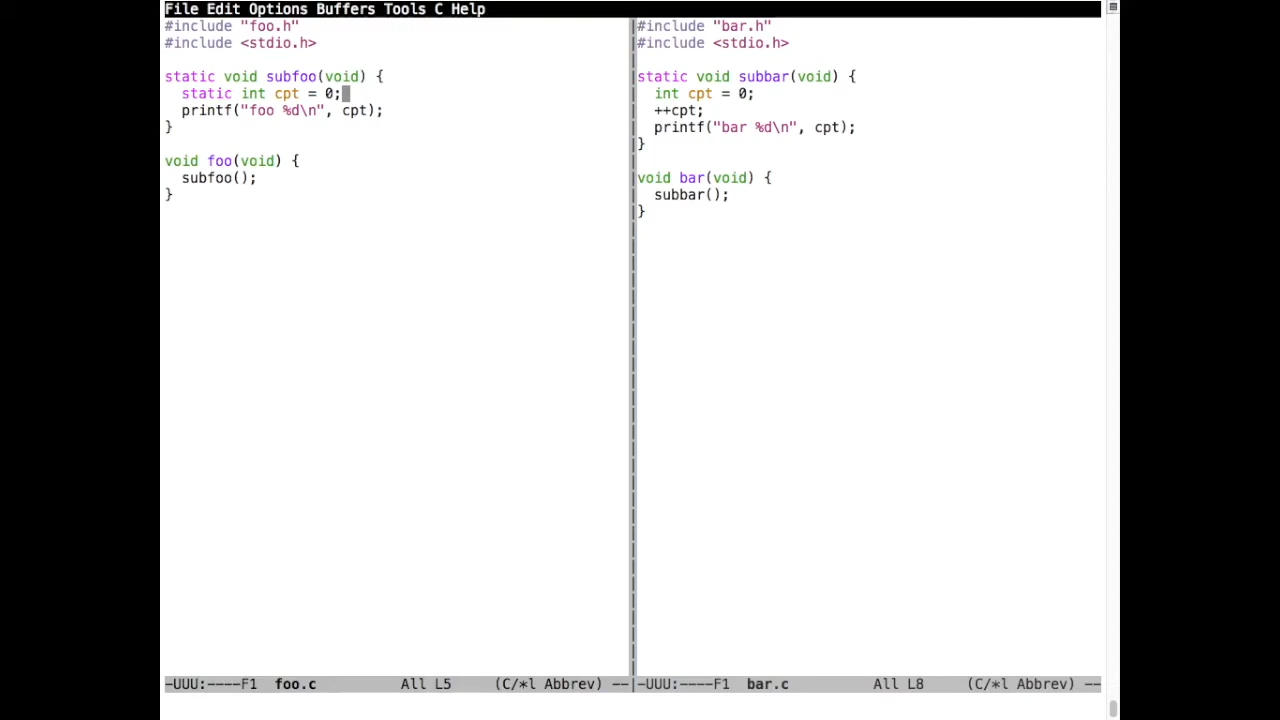 File Edit Options Buffers Tools C Help
#include "foo.h"
#include <stdio.h>
static void subfoo(void) {
  static int cpt = 0;
  printf("foo %d\n", cpt);
}
void foo(void) {
  subfoo();
}
-UUU:----F1  foo.c          All L5     (C/*l Abbrev) --
#include "bar.h"
#include <stdio.h>
static void subbar(void) {
  int cpt = 0;
  ++cpt;
  printf("bar %d\n", cpt);
}
void bar(void) {
  subbar();
}
-UUU:----F1  bar.c          All L8     (C/*l Abbrev) --